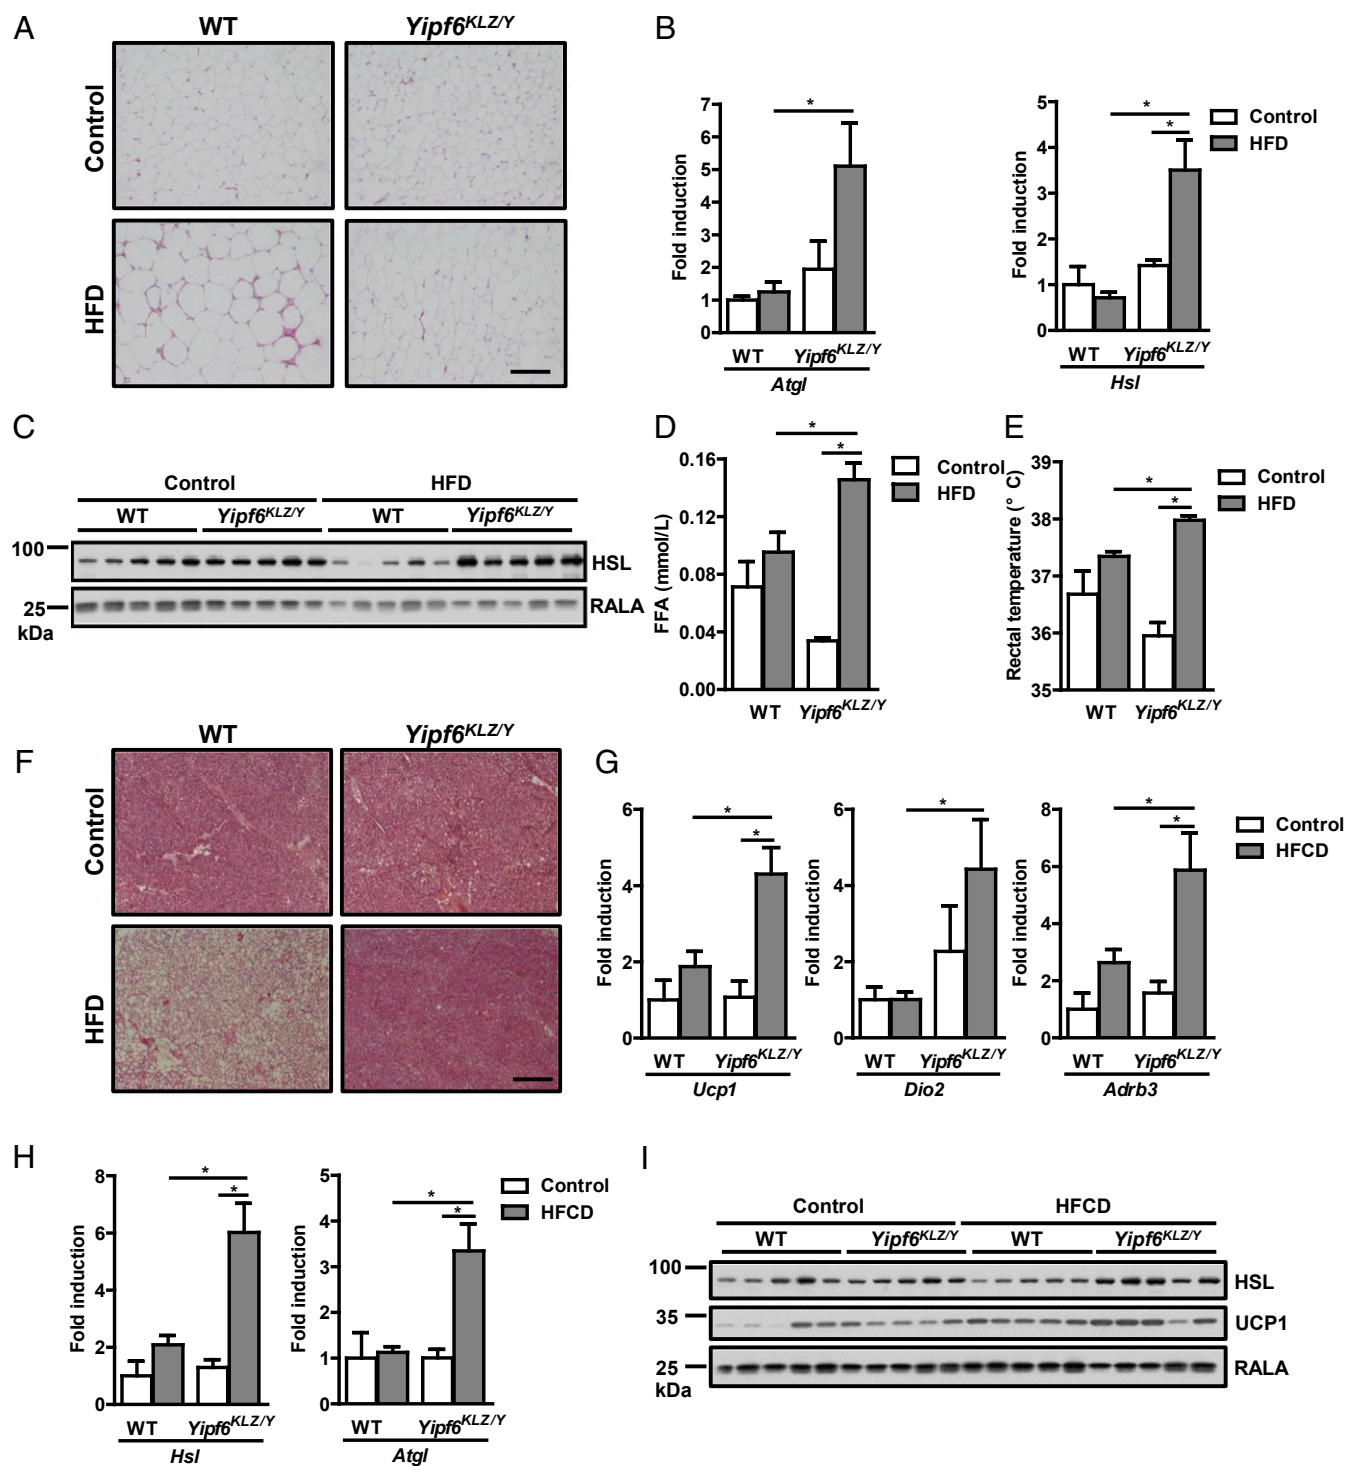 A
WT
Yipf6KLZ/Y
Control
HFD
B
Fold induction
7
6
5
4
3
2
1
0
*
WT
Yipf6KLZ/Y
Atgl
Fold induction
5
4
3
2
1
0
*
*
WT
Yipf6KLZ/Y
Hsl
Control
HFD
C
Control
HFD
WT
Yipf6KLZ/Y
WT
Yipf6KLZ/Y
100
HSL
25
RALA
kDa
D
FFA (mmol/L)
0.16
0.12
0.08
0.04
0.00
*
*
WT
Yipf6KLZ/Y
Control
HFD
E
Rectal temperature (° C)
39
38
37
36
35
*
*
WT
Yipf6KLZ/Y
Control
HFD
F
WT
Yipf6KLZ/Y
Control
HFD
G
Fold induction
6
4
2
0
*
*
WT
Yipf6KLZ/Y
Ucp1
Fold induction
6
4
2
0
*
WT
Yipf6KLZ/Y
Dio2
Fold induction
8
6
4
2
0
*
*
WT
Yipf6KLZ/Y
Adrb3
Control
HFCD
H
Fold induction
8
6
4
2
0
*
*
WT
Yipf6KLZ/Y
Hsl
Fold induction
5
4
3
2
1
0
*
*
WT
Yipf6KLZ/Y
Atgl
Control
HFCD
I
Control
HFCD
WT
Yipf6KLZ/Y
WT
Yipf6KLZ/Y
100
HSL
35
UCP1
25
RALA
kDa